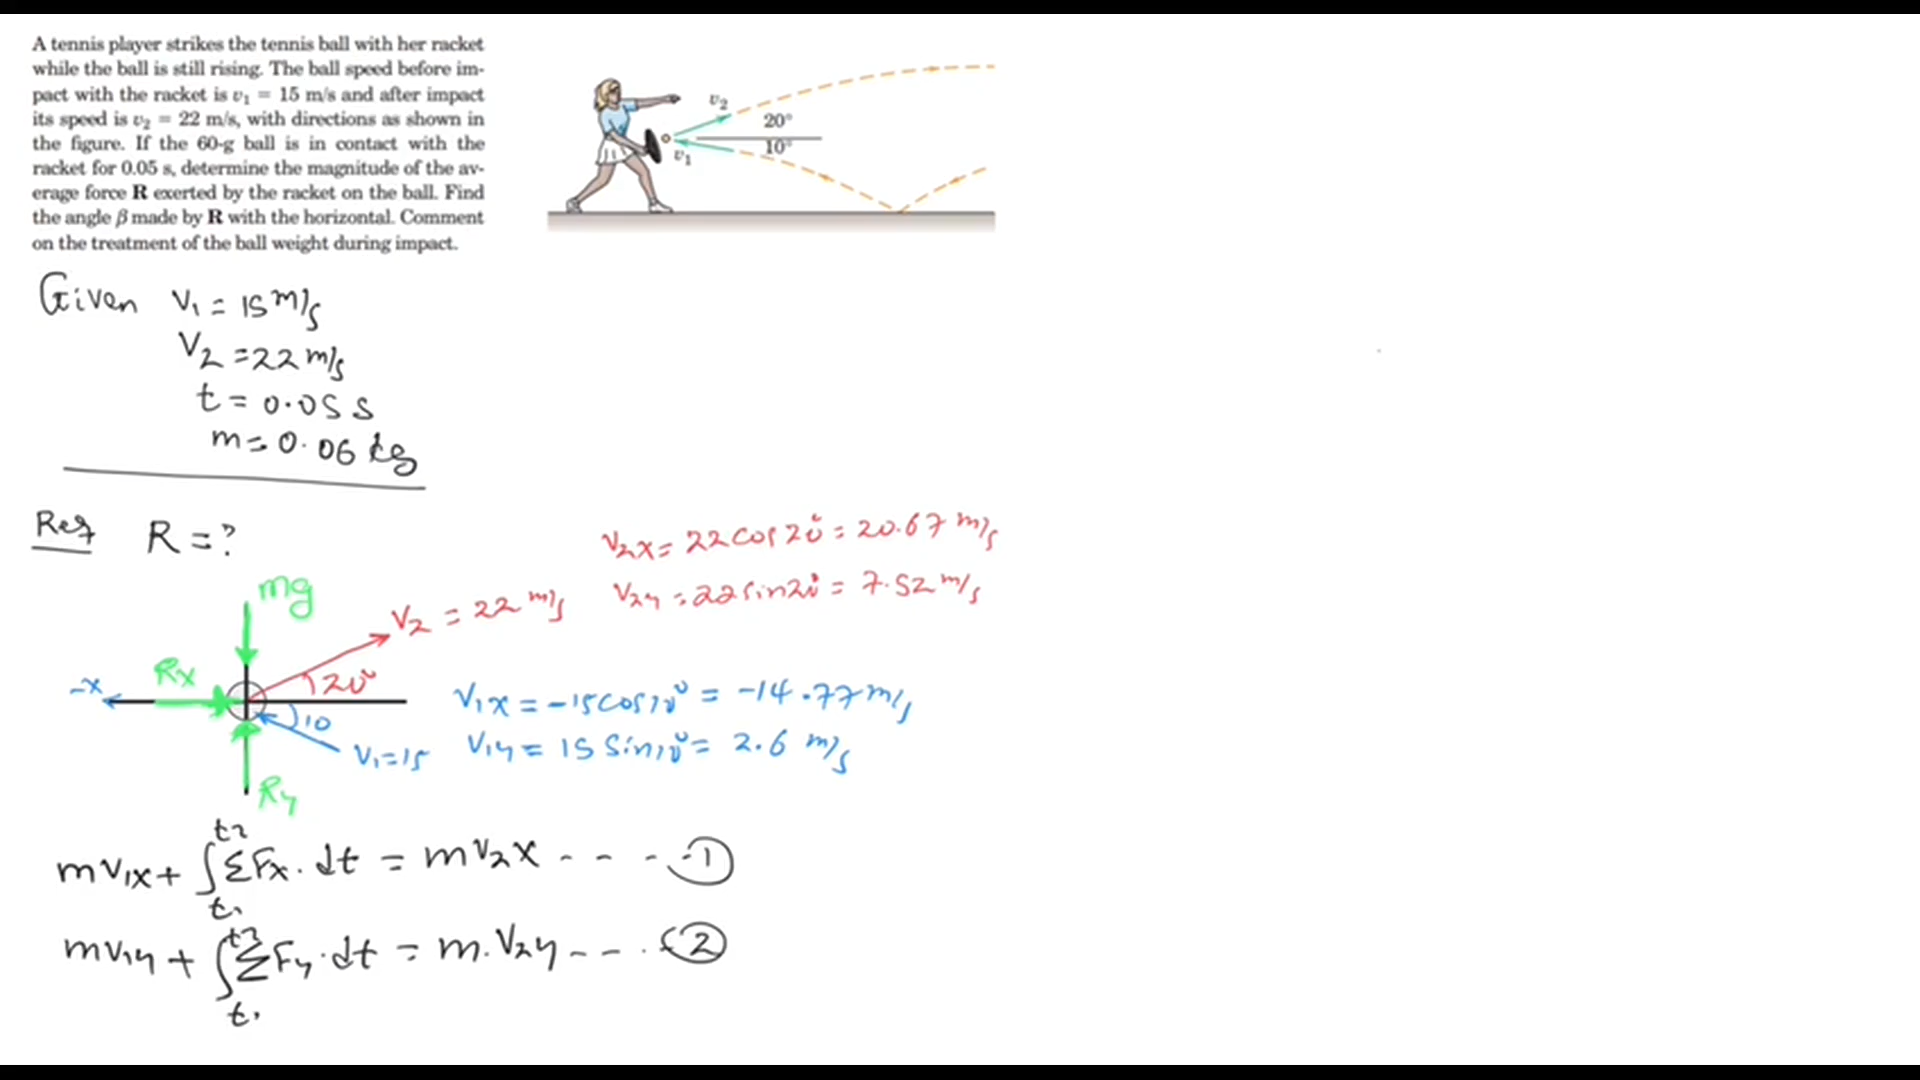 A tennis player strikes the tennis ball with her racket
while the ball is still rising. The ball speed before im-
pact with the racket is v₁ = 15 m/s and after impact
its speed is v₂ = 22 m/s, with directions as shown in
the figure. If the 60-g ball is in contact with the
racket for 0.05 s, determine the magnitude of the av-
erage force R exerted by the racket on the ball. Find
the angle β made by R with the horizontal. Comment
on the treatment of the ball weight during impact.
v₂
20°
10°
v₁
Given V₁ = 15 m/s
V₂ = 22 m/s
t = 0.05 s
m = 0.06 kg
Req R = ?
V₂x = 22 cos 20° = 20.67 m/s
V₂y = 22 sin 20° = 7.52 m/s
mg
V₂ = 22 m/s
Rx
20°
-x
10
V₁ = 15
Ry
V₁x = -15 cos 10° = -14.77 m/s
V₁y = 15 sin 10° = 2.6 m/s
mV₁x + ∫_{t₁}^{t₂} ΣFx · dt = mV₂x - - - - ①
mV₁y + ∫_{t₁}^{t₂} ΣFy · dt = m · V₂y - - - · ②